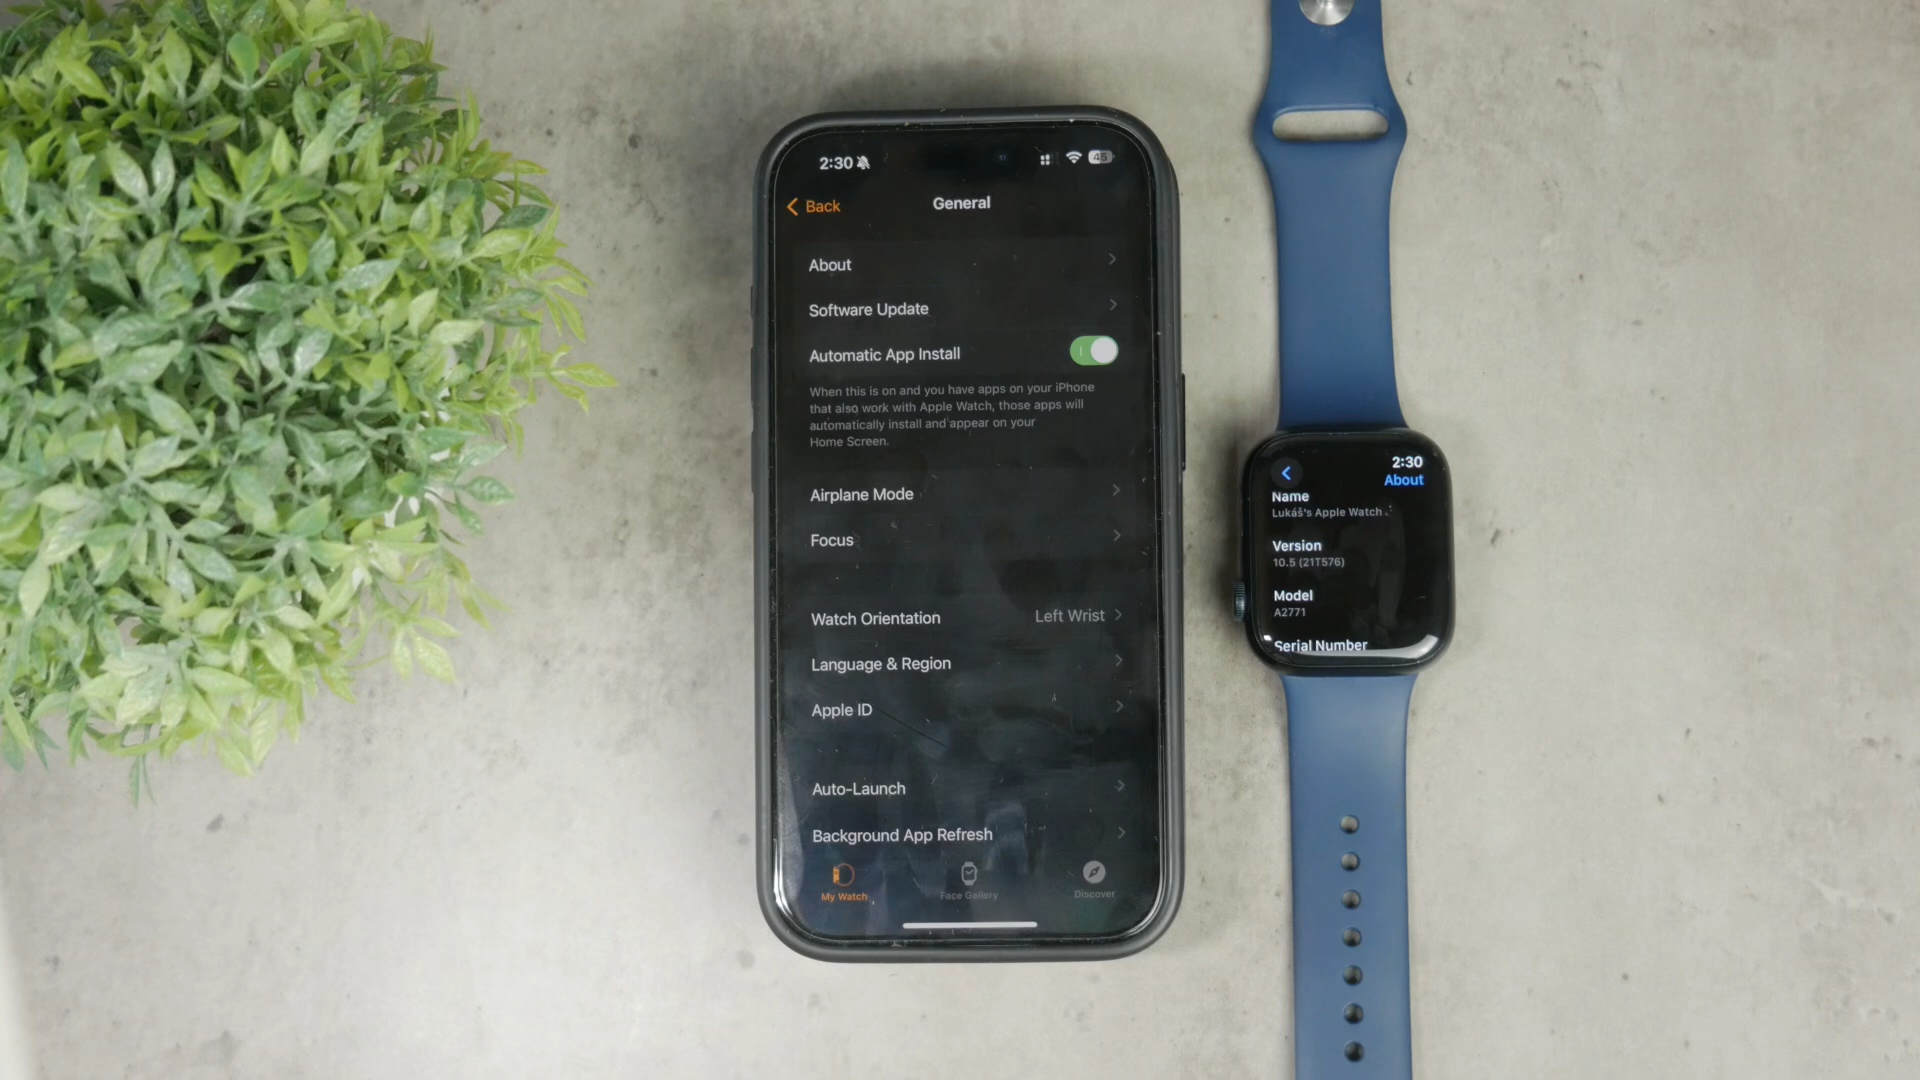 2:30
45
Back
General
About
Software Update
Automatic App Install
When this is on and you have apps on your iPhone
that also work with Apple Watch, those apps will
automatically install and appear on your
Home Screen.
Airplane Mode
Focus
Watch Orientation
Left Wrist
Language & Region
Apple ID
Auto-Launch
Background App Refresh
My Watch
Face Gallery
Discover
2:30
About
Name
Lukáš's Apple Watch
Version
10.5 (21T576)
Model
A2771
Serial Number